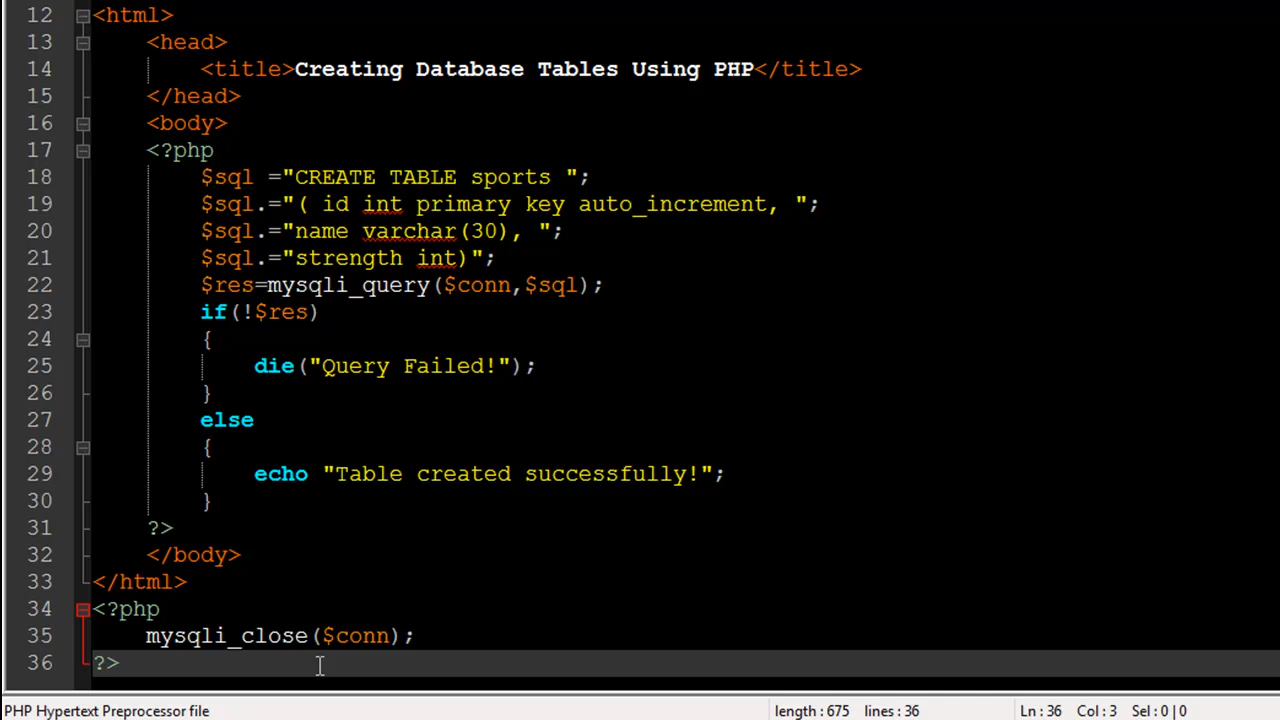 12 <html>
13 <head>
14 <title>Creating Database Tables Using PHP</title>
15 </head>
16 <body>
17 <?php
18 $sql ="CREATE TABLE sports ";
19 $sql.="( id int primary key auto_increment, ";
20 $sql.="name varchar(30), ";
21 $sql.="strength int)";
22 $res=mysqli_query($conn,$sql);
23 if(!$res)
24 {
25 die("Query Failed!");
26 }
27 else
28 {
29 echo "Table created successfully!";
30 }
31 ?>
32 </body>
33 </html>
34 <?php
35 mysqli_close($conn);
36 ?>
PHP Hypertext Preprocessor file length : 675 lines : 36 Ln : 36 Col : 3 Sel : 0 | 0